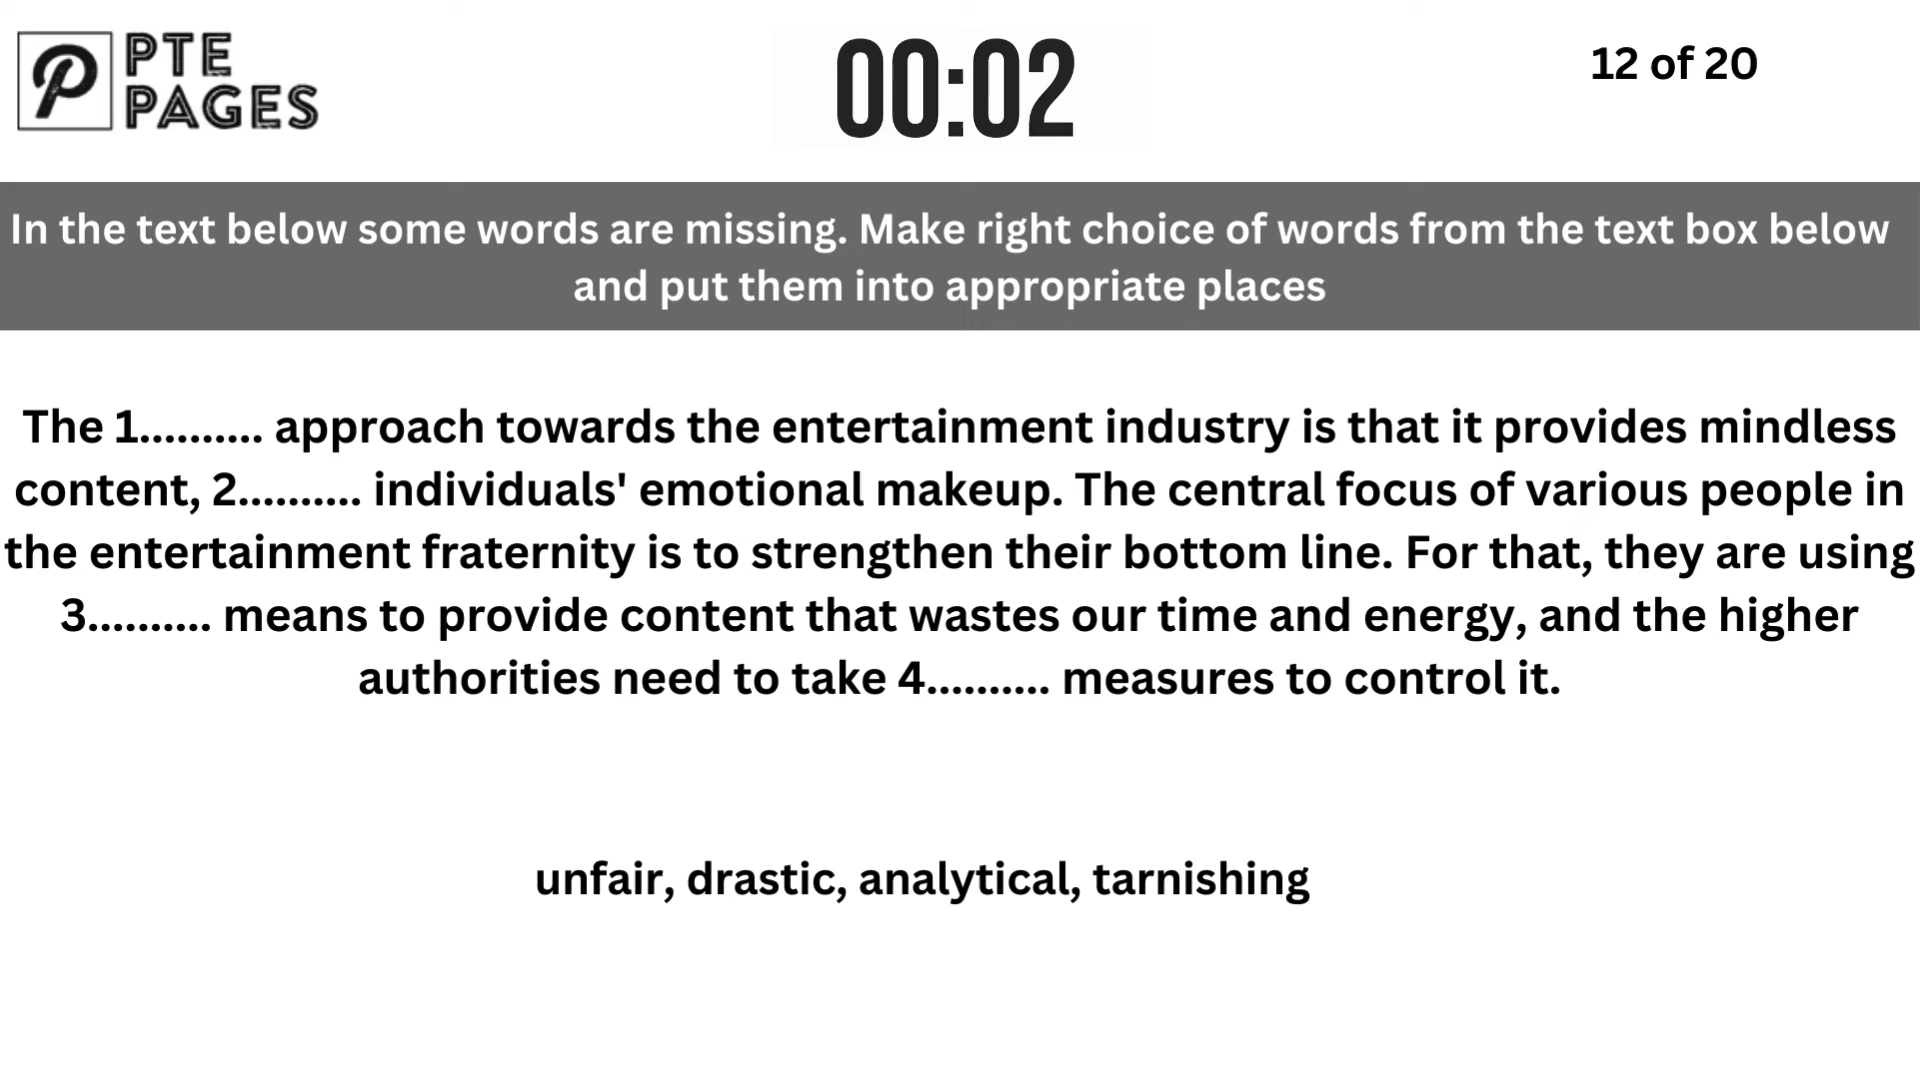 PTE
PAGES
00:02
12 of 20
In the text below some words are missing. Make right choice of words from the text box below
and put them into appropriate places
The 1.......... approach towards the entertainment industry is that it provides mindless
content, 2.......... individuals' emotional makeup. The central focus of various people in
the entertainment fraternity is to strengthen their bottom line. For that, they are using
3.......... means to provide content that wastes our time and energy, and the higher
authorities need to take 4.......... measures to control it.
unfair, drastic, analytical, tarnishing